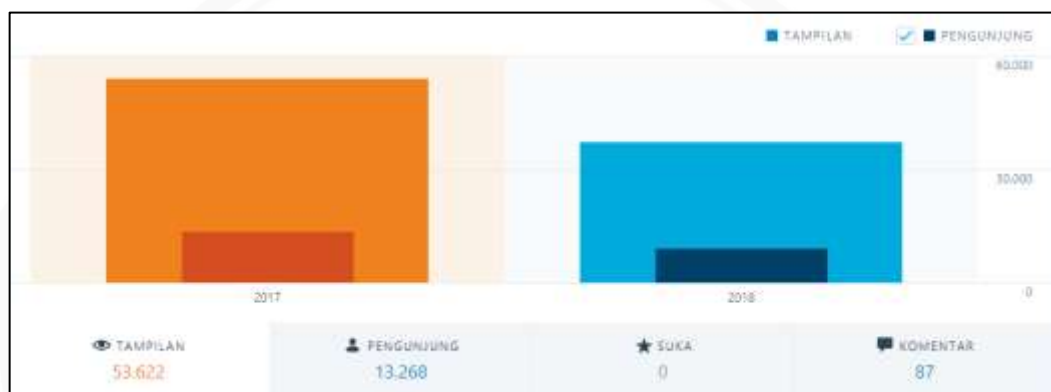 TAMPILAN PENGUNJUNG
60.000
30.000
0
2017 2018
TAMPILAN PENGUNJUNG SUKA KOMENTAR
53.622 13.268 0 87